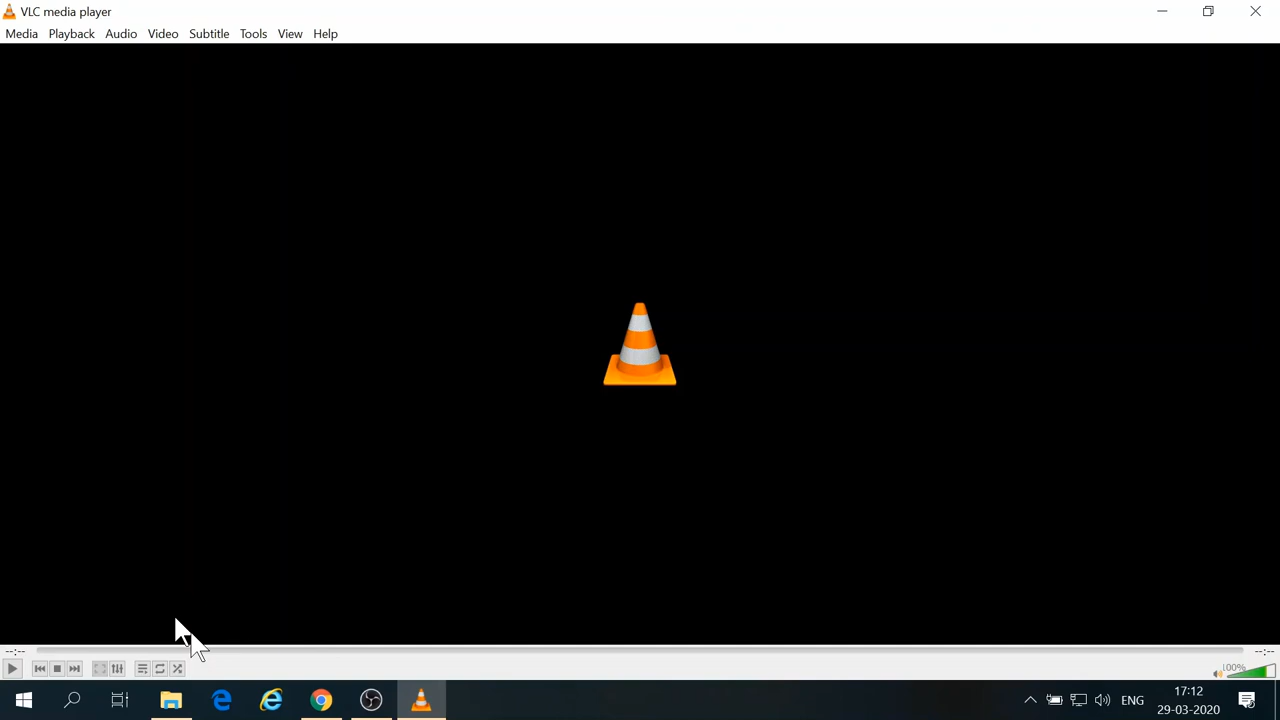 VLC media player
Media Playback Audio Video Subtitle Tools View Help
--:-- --:--
100%
ENG 17:12
29-03-2020